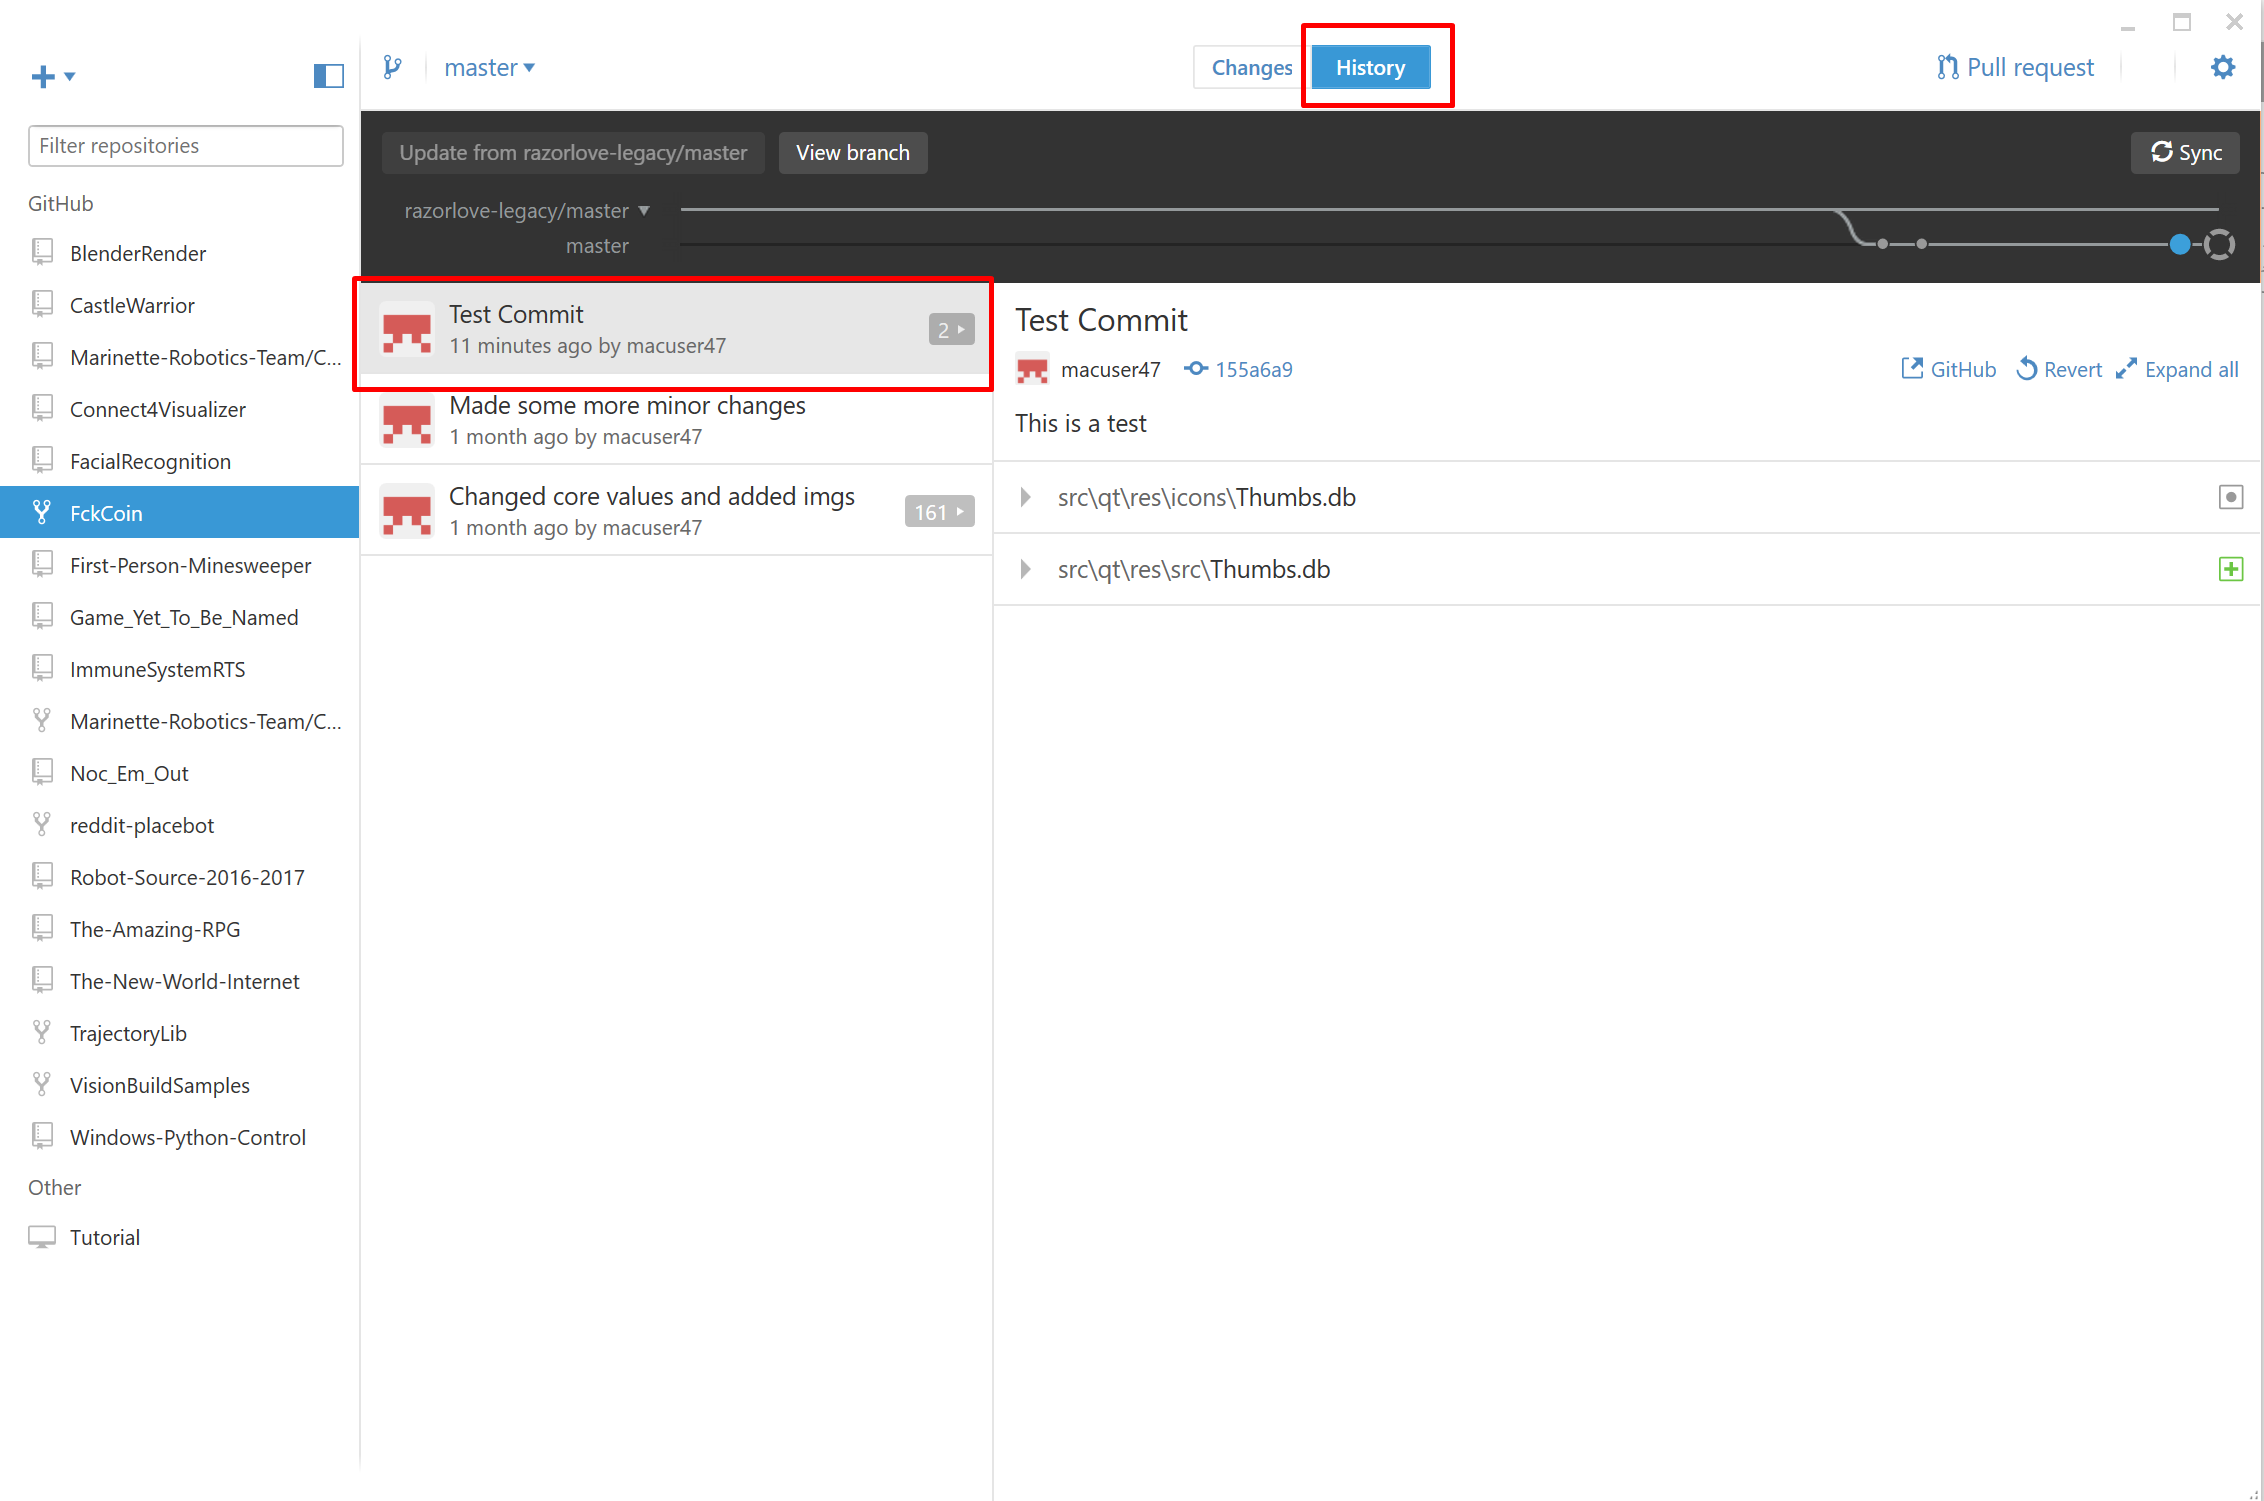 Filter repositories
GitHub
BlenderRender
CastleWarrior
Marinette-Robotics-Team/C...
Connect4Visualizer
FacialRecognition
FckCoin
First-Person-Minesweeper
Game_Yet_To_Be_Named
ImmuneSystemRTS
Marinette-Robotics-Team/C...
Noc_Em_Out
reddit-placebot
Robot-Source-2016-2017
The-Amazing-RPG
The-New-World-Internet
TrajectoryLib
VisionBuildSamples
Windows-Python-Control
Other
Tutorial
master
Changes
History
Pull request
Update from razorlove-legacy/master
View branch
Sync
razorlove-legacy/master
master
Test Commit
11 minutes ago by macuser47
2
Made some more minor changes
1 month ago by macuser47
Changed core values and added imgs
1 month ago by macuser47
161
Test Commit
macuser47
155a6a9
GitHub
Revert
Expand all
This is a test
src\qt\res\icons\Thumbs.db
src\qt\res\src\Thumbs.db